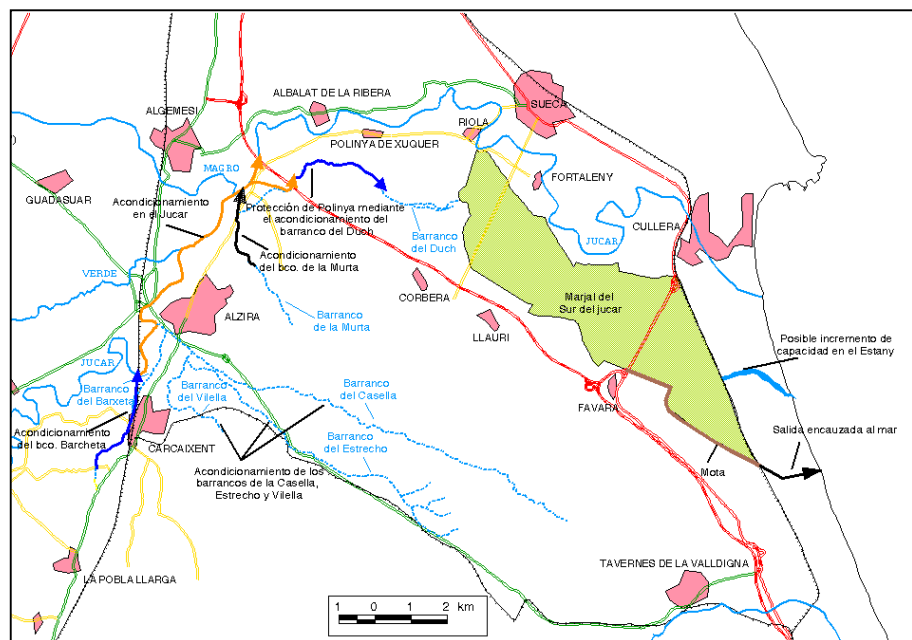 ALBALAT DE LA RIBERA
SUECA
ALGEMESI
RIOLA
POLINYA DE XUQUER
MAGRO
FORTALENY
GUADASUAR
Acondicionamiento
en el Jucar
Protección de Polinya mediante
el acondicionamiento del
barranco del Duch
Barranco
del Duch
JUCAR
CULLERA
Acondicionamiento
del bco. de la Murta
VERDE
CORBERA
Marjal del
Sur del jucar
ALZIRA
Barranco
de la Murta
LLAURI
Posible incremento de
capacidad en el Estany
JUCAR
Barranco
del Barxeta
Barranco
del Vilella
Barranco
del Casella
FAVARA
Acondicionamiento
del bco. Barcheta
CARCAIXENT
Barranco
del Estrecho
Salida encauzada al mar
Acondicionamiento de los
barrancos de la Casella,
Estrecho y Vilella
Mota
LA POBLA LLARGA
TAVERNES DE LA VALLDIGNA
1 0 1 2 km